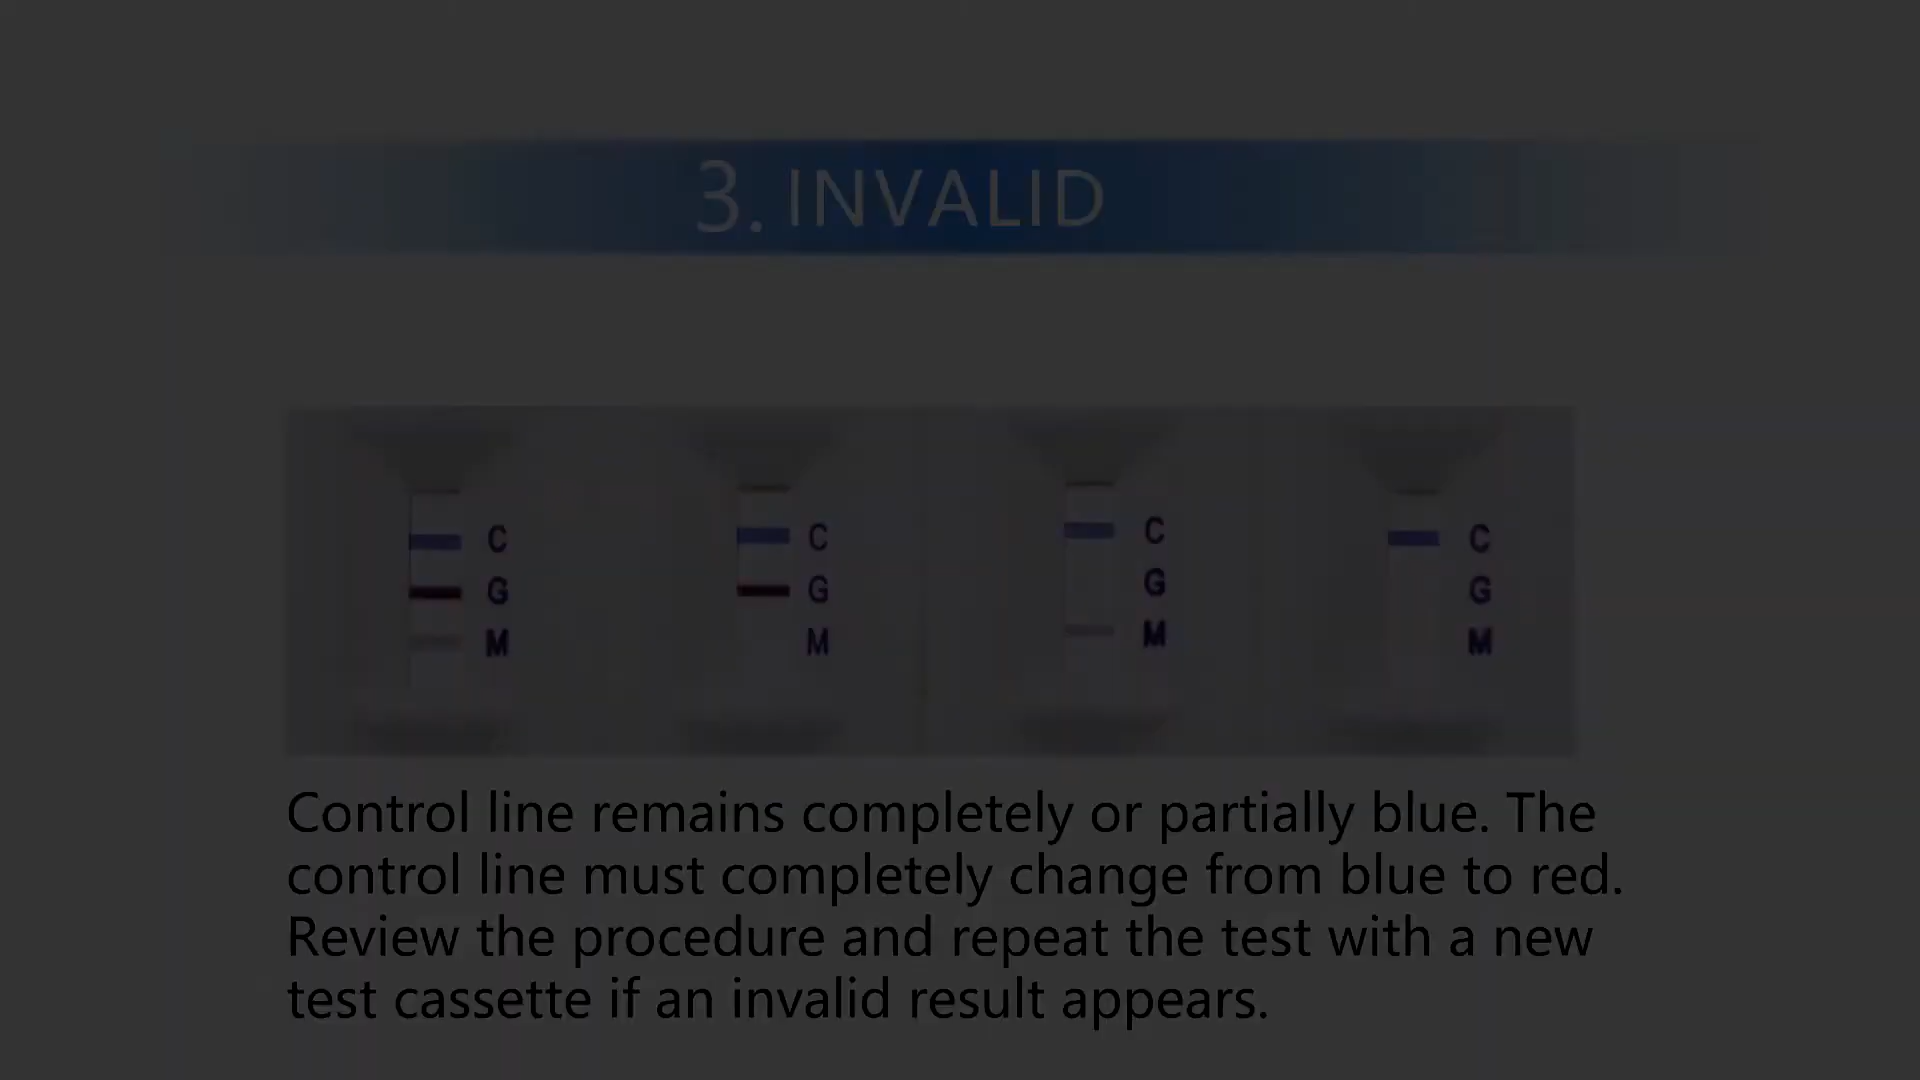 3. INVALID
C C C C
G G G G
M M M M
Control line remains completely or partially blue. The
control line must completely change from blue to red.
Review the procedure and repeat the test with a new
test cassette if an invalid result appears.